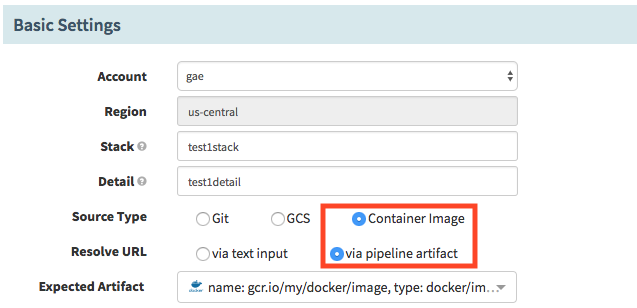 Basic Settings
Account gae
Region us-central
Stack test1stack
Detail test1detail
Source Type Git GCS Container Image
Resolve URL via text input via pipeline artifact
Expected Artifact docker name: gcr.io/my/docker/image, type: docker/im...